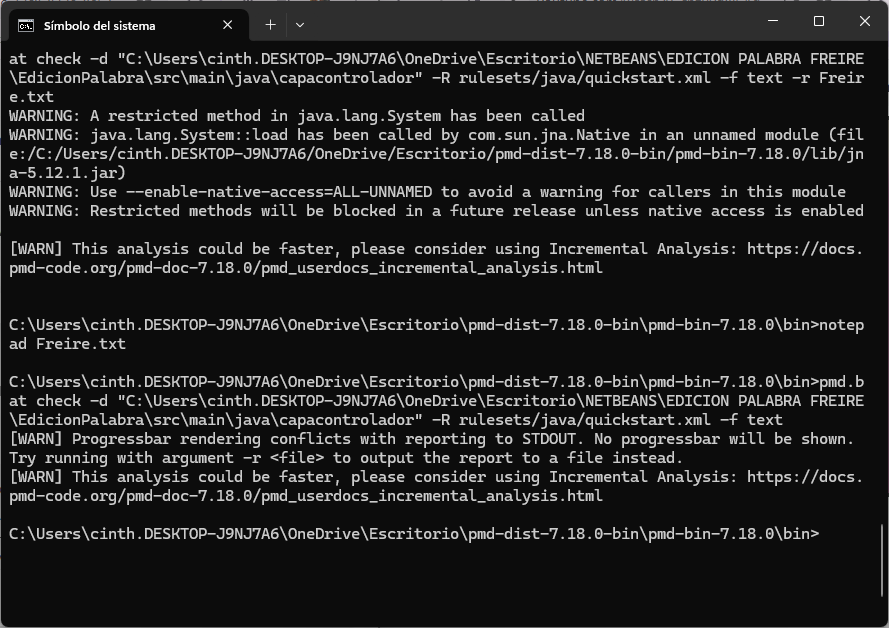 Símbolo del sistema
at check -d "C:\Users\cinth.DESKTOP-J9NJ7A6\OneDrive\Escritorio\NETBEANS\EDICION PALABRA FREIRE
\EdicionPalabra\src\main\java\capacontrolador" -R rulesets/java/quickstart.xml -f text -r Freir
e.txt
WARNING: A restricted method in java.lang.System has been called
WARNING: java.lang.System::load has been called by com.sun.jna.Native in an unnamed module (fil
e:/C:/Users/cinth.DESKTOP-J9NJ7A6/OneDrive/Escritorio/pmd-dist-7.18.0-bin/pmd-bin-7.18.0/lib/jn
a-5.12.1.jar)
WARNING: Use --enable-native-access=ALL-UNNAMED to avoid a warning for callers in this module
WARNING: Restricted methods will be blocked in a future release unless native access is enabled
[WARN] This analysis could be faster, please consider using Incremental Analysis: https://docs.
pmd-code.org/pmd-doc-7.18.0/pmd_userdocs_incremental_analysis.html
C:\Users\cinth.DESKTOP-J9NJ7A6\OneDrive\Escritorio\pmd-dist-7.18.0-bin\pmd-bin-7.18.0\bin>notep
ad Freire.txt
C:\Users\cinth.DESKTOP-J9NJ7A6\OneDrive\Escritorio\pmd-dist-7.18.0-bin\pmd-bin-7.18.0\bin>pmd.b
at check -d "C:\Users\cinth.DESKTOP-J9NJ7A6\OneDrive\Escritorio\NETBEANS\EDICION PALABRA FREIRE
\EdicionPalabra\src\main\java\capacontrolador" -R rulesets/java/quickstart.xml -f text
[WARN] Progressbar rendering conflicts with reporting to STDOUT. No progressbar will be shown.
Try running with argument -r <file> to output the report to a file instead.
[WARN] This analysis could be faster, please consider using Incremental Analysis: https://docs.
pmd-code.org/pmd-doc-7.18.0/pmd_userdocs_incremental_analysis.html
C:\Users\cinth.DESKTOP-J9NJ7A6\OneDrive\Escritorio\pmd-dist-7.18.0-bin\pmd-bin-7.18.0\bin>